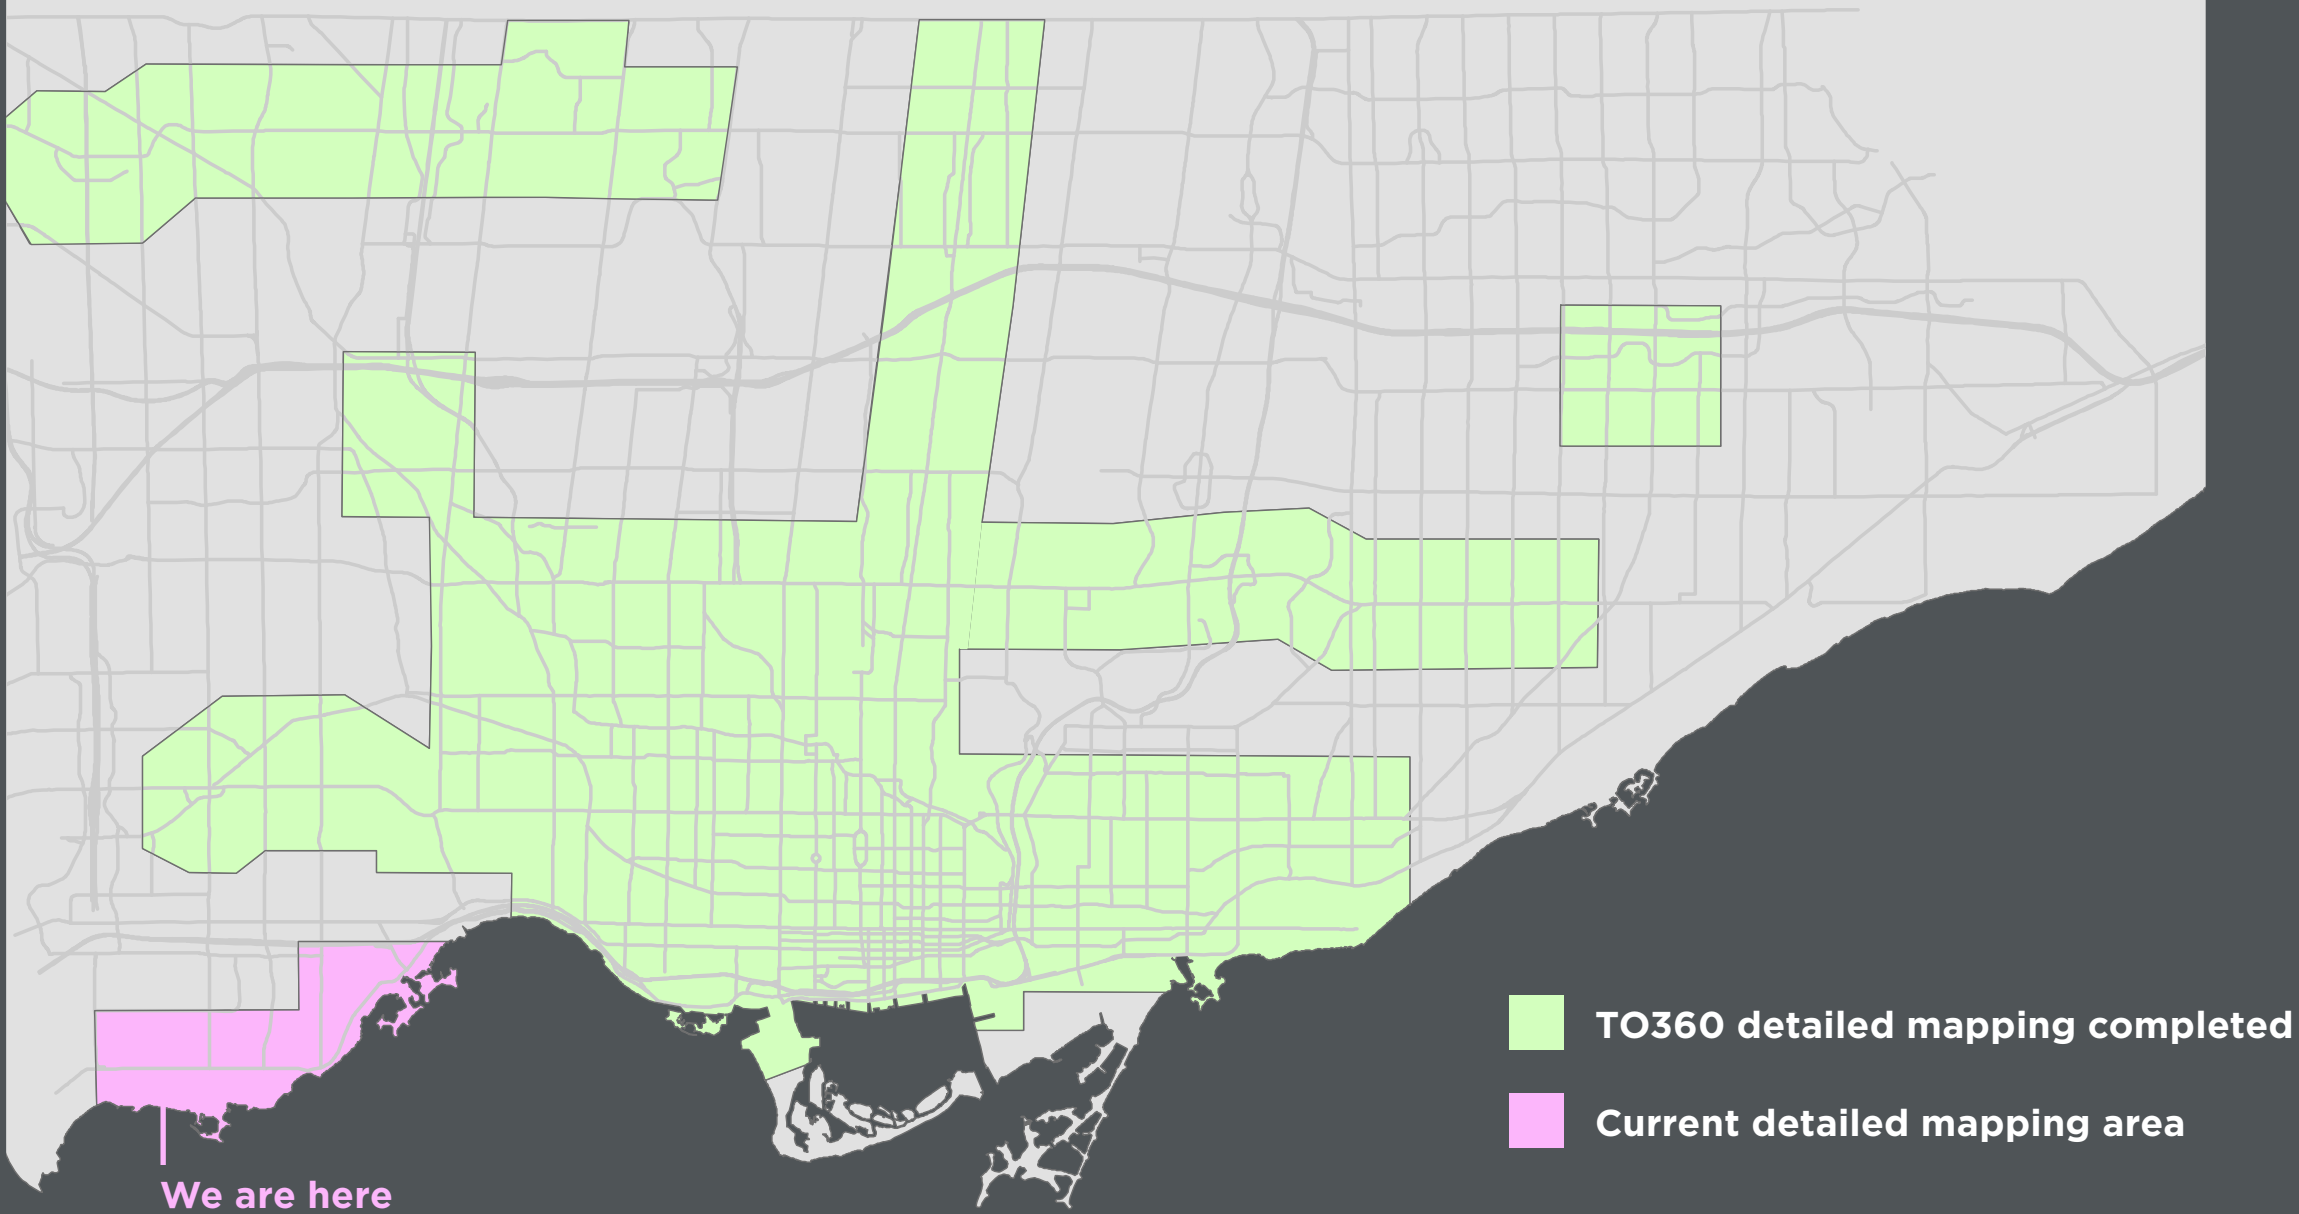 TO360 detailed mapping completed
Current detailed mapping area
We are here